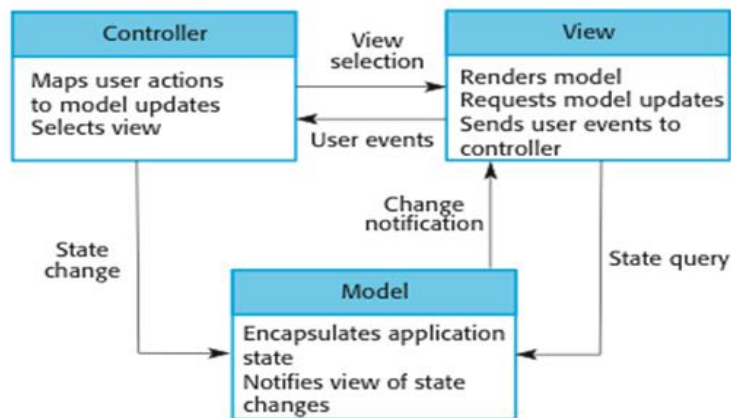 Controller
Maps user actions
to model updates
Selects view
View
selection
User events
View
Renders model
Requests model updates
Sends user events to
controller
State
change
Change
notification
State query
Model
Encapsulates application
state
Notifies view of state
changes